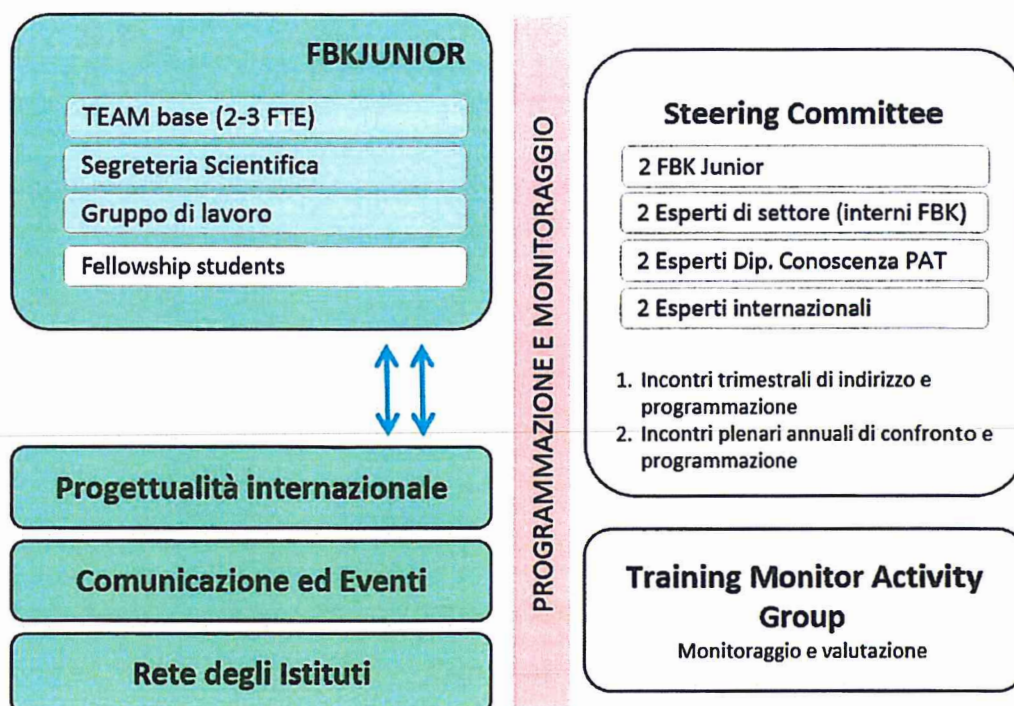 FBKJUNIOR
TEAM base (2-3 FTE)
Segreteria Scientifica
Gruppo di lavoro
Fellowship students
Progettualità internazionale
Comunicazione ed Eventi
Rete degli Istituti
PROGRAMMAZIONE E MONITORAGGIO
Steering Committee
2 FBK Junior
2 Esperti di settore (interni FBK)
2 Esperti Dip. Conoscenza PAT
2 Esperti internazionali
1. Incontri trimestrali di indirizzo e
programmazione
2. Incontri plenari annuali di confronto e
programmazione
Training Monitor Activity
Group
Monitoraggio e valutazione